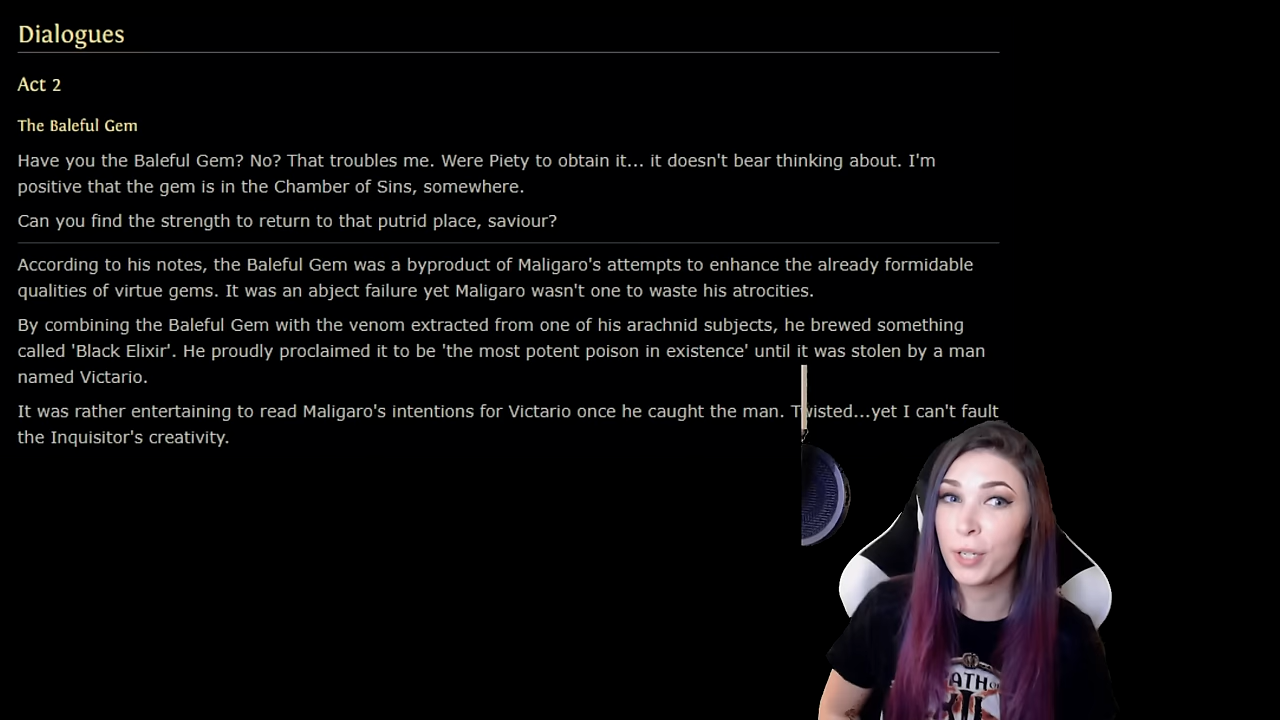 Dialogues
Act 2
The Baleful Gem
Have you the Baleful Gem? No? That troubles me. Were Piety to obtain it... it doesn't bear thinking about. I'm
positive that the gem is in the Chamber of Sins, somewhere.
Can you find the strength to return to that putrid place, saviour?
According to his notes, the Baleful Gem was a byproduct of Maligaro's attempts to enhance the already formidable
qualities of virtue gems. It was an abject failure yet Maligaro wasn't one to waste his atrocities.
By combining the Baleful Gem with the venom extracted from one of his arachnid subjects, he brewed something
called 'Black Elixir'. He proudly proclaimed it to be 'the most potent poison in existence' until it was stolen by a man
named Victario.
It was rather entertaining to read Maligaro's intentions for Victario once he caught the man. Twisted...yet I can't fault
the Inquisitor's creativity.